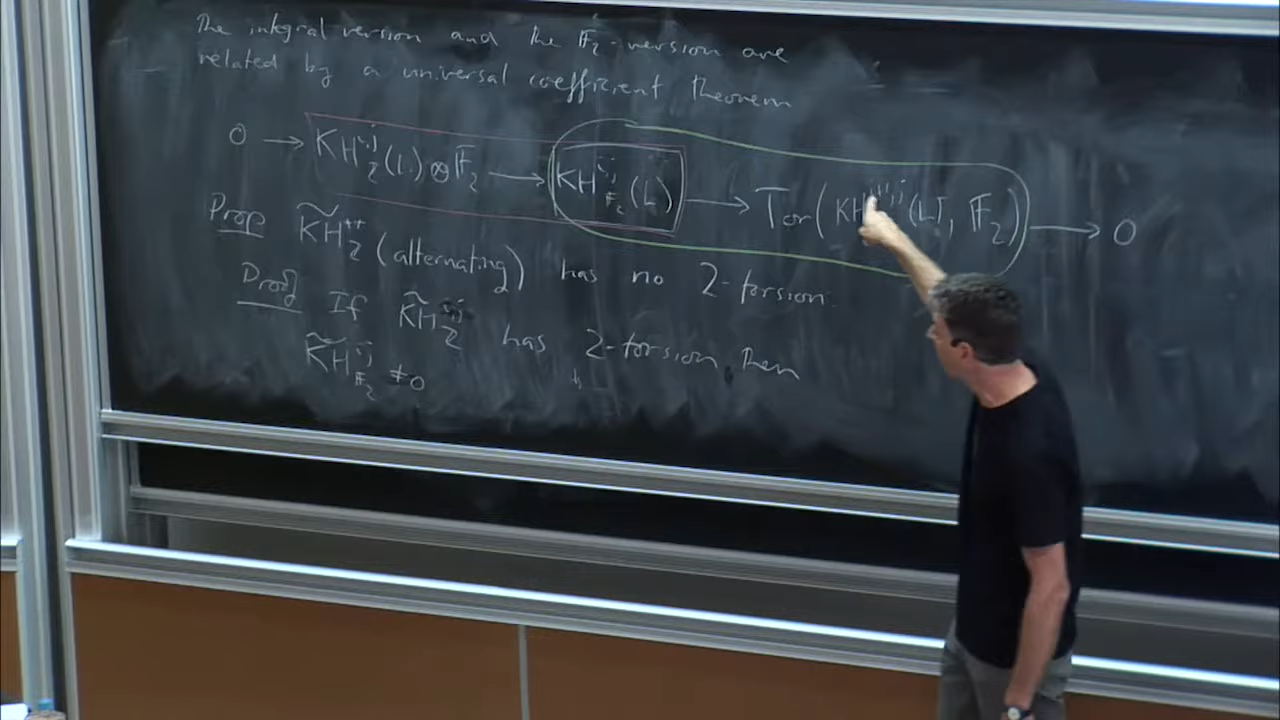 The integral version and the 𝔽₂-version are
related by a universal coefficient theorem
0 → KH^{i,j}_ℤ(L) ⊗ 𝔽₂ → KH^{i,j}_{𝔽₂}(L) → Tor(KH^{i+1,j}(L), 𝔽₂) → 0
Prop K̃H^{**}_ℤ (alternating) has no 2-torsion.
Proof If K̃H^{i,j}_ℤ has 2-torsion, then
K̃H^{i,j}_{𝔽₂} ≠ 0